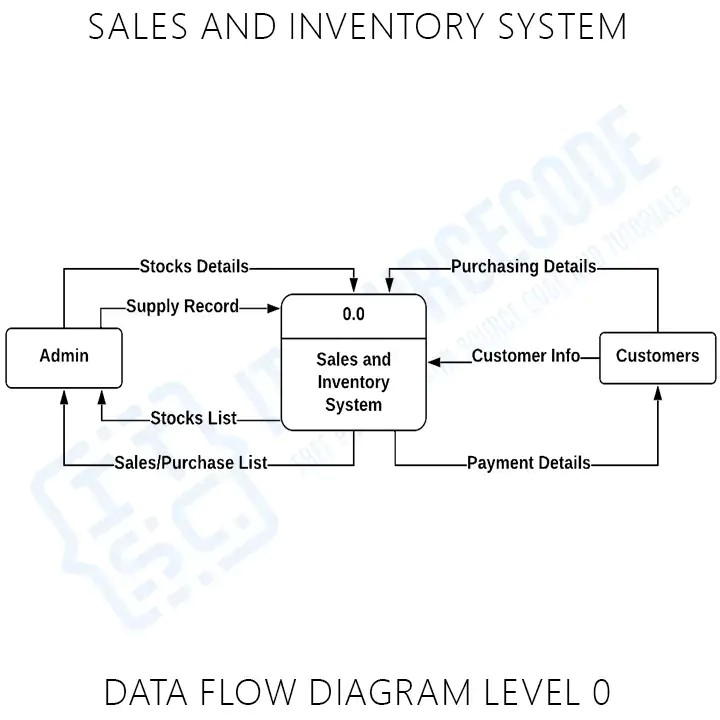 SALES AND INVENTORY SYSTEM
Stocks Details
Purchasing Details
Supply Record
0.0
Admin
Sales and
Inventory
System
Customer Info
Customers
Stocks List
Sales/Purchase List
Payment Details
DATA FLOW DIAGRAM LEVEL 0